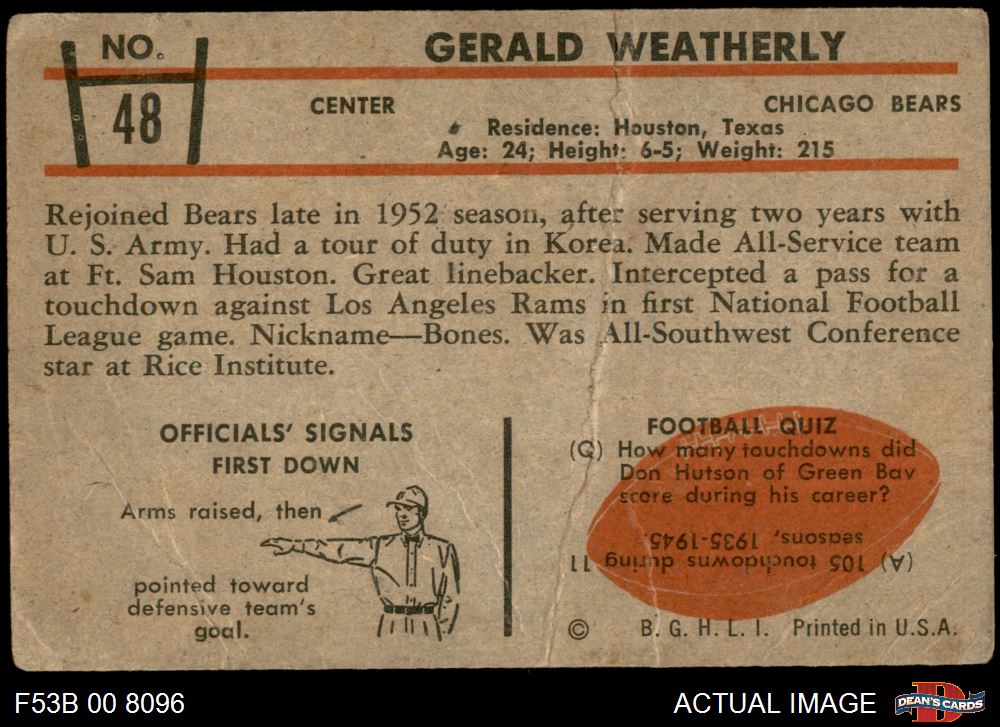 NO.
48
GERALD WEATHERLY
CENTER
CHICAGO BEARS
Residence: Houston, Texas
Age: 24; Height: 6-5; Weight: 215
Rejoined Bears late in 1952 season, after serving two years with
U. S. Army. Had a tour of duty in Korea. Made All-Service team
at Ft. Sam Houston. Great linebacker. Intercepted a pass for a
touchdown against Los Angeles Rams in first National Football
League game. Nickname—Bones. Was All-Southwest Conference
star at Rice Institute.
OFFICIALS' SIGNALS
FIRST DOWN
Arms raised, then
pointed toward
defensive team's
goal.
FOOTBALL QUIZ
(Q) How many touchdowns did
Don Hutson of Green Bay
score during his career?
(A) 105 touchdowns during 11
seasons, 1935-1945.
© B. G. H. L. I. Printed in U.S.A.
F53B 00 8096
ACTUAL IMAGE
D
DEAN'S CARDS